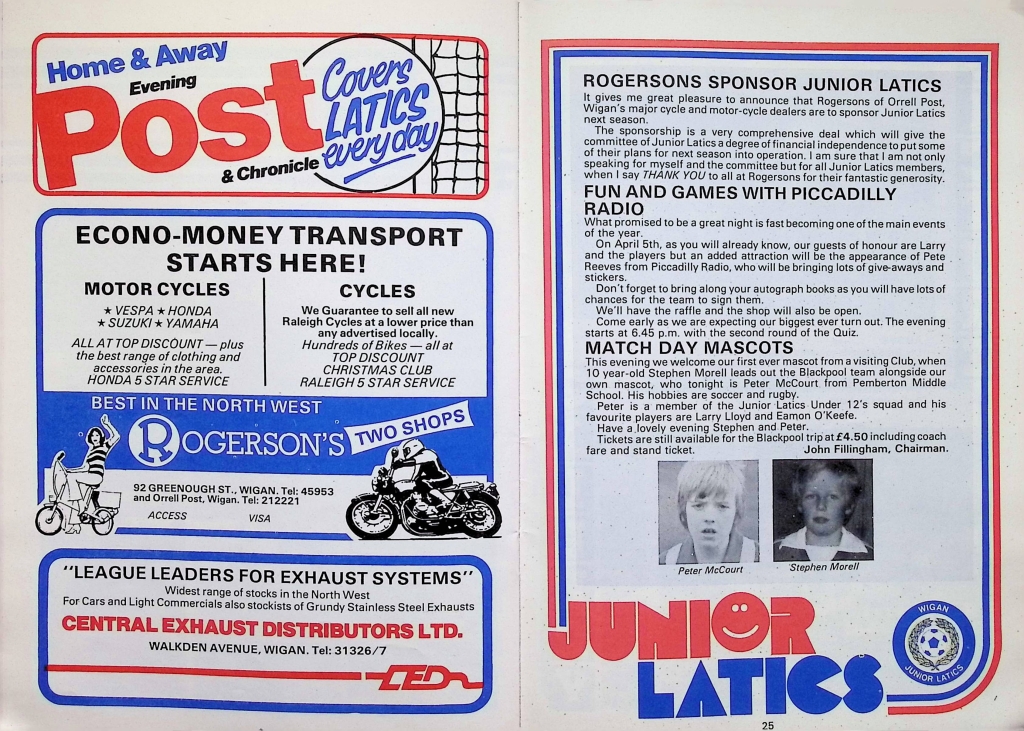 Home & Away
Evening
Post
& Chronicle
Covers
LATICS
every day
ECONO-MONEY TRANSPORT
STARTS HERE!
MOTOR CYCLES
★ VESPA ★ HONDA
★ SUZUKI ★ YAMAHA
ALL AT TOP DISCOUNT — plus
the best range of clothing and
accessories in the area.
HONDA 5 STAR SERVICE
CYCLES
We Guarantee to sell all new
Raleigh Cycles at a lower price than
any advertised locally.
Hundreds of Bikes — all at
TOP DISCOUNT
CHRISTMAS CLUB
RALEIGH 5 STAR SERVICE
BEST IN THE NORTH WEST
ROGERSON'S
TWO SHOPS
92 GREENOUGH ST., WIGAN. Tel: 45953
and Orrell Post, Wigan. Tel: 212221
ACCESS VISA
"LEAGUE LEADERS FOR EXHAUST SYSTEMS"
Widest range of stocks in the North West
For Cars and Light Commercials also stockists of Grundy Stainless Steel Exhausts
CENTRAL EXHAUST DISTRIBUTORS LTD.
WALKDEN AVENUE, WIGAN. Tel: 31326/7
CED
ROGERSONS SPONSOR JUNIOR LATICS
It gives me great pleasure to announce that Rogersons of Orrell Post,
Wigan's major cycle and motor-cycle dealers are to sponsor Junior Latics
next season.
The sponsorship is a very comprehensive deal which will give the
committee of Junior Latics a degree of financial independence to put some
of their plans for next season into operation. I am sure that I am not only
speaking for myself and the committee but for all Junior Latics members,
when I say THANK YOU to all at Rogersons for their fantastic generosity.
FUN AND GAMES WITH PICCADILLY
RADIO
What promised to be a great night is fast becoming one of the main events
of the year.
On April 5th, as you will already know, our guests of honour are Larry
and the players but an added attraction will be the appearance of Pete
Reeves from Piccadilly Radio, who will be bringing lots of give-aways and
stickers.
Don't forget to bring along your autograph books as you will have lots of
chances for the team to sign them.
We'll have the raffle and the shop will also be open.
Come early as we are expecting our biggest ever turn out. The evening
starts at 6.45 p.m. with the second round of the Quiz.
MATCH DAY MASCOTS
This evening we welcome our first ever mascot from a visiting Club, when
10 year-old Stephen Morell leads out the Blackpool team alongside our
own mascot, who tonight is Peter McCourt from Pemberton Middle
School. His hobbies are soccer and rugby.
Peter is a member of the Junior Latics Under 12's squad and his
favourite players are Larry Lloyd and Eamon O'Keefe.
Have a lovely evening Stephen and Peter.
Tickets are still available for the Blackpool trip at £4.50 including coach
fare and stand ticket. John Fillingham, Chairman.
Peter McCourt
Stephen Morell
JUNIOR
LATICS
WIGAN
JUNIOR LATICS
25